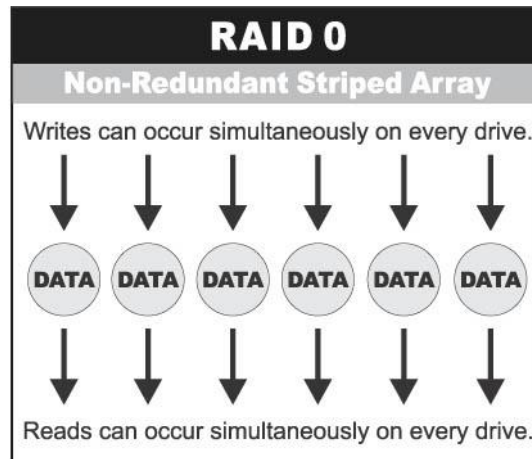 RAID 0
Non-Redundant Striped Array
Writes can occur simultaneously on every drive.
DATA DATA DATA DATA DATA DATA
Reads can occur simultaneously on every drive.